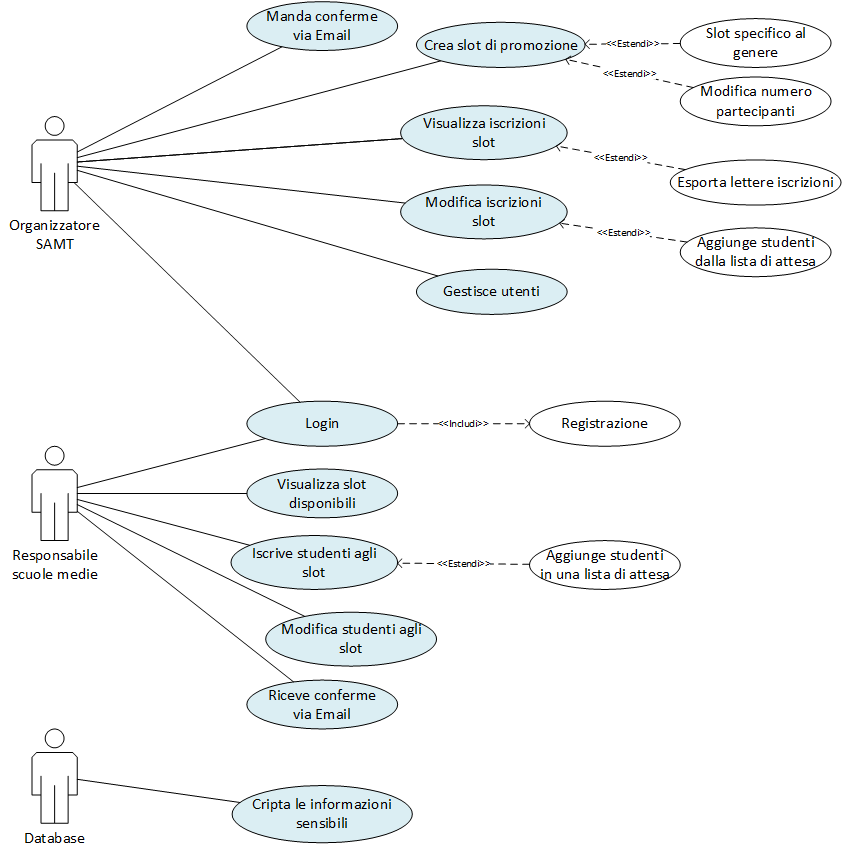 Manda conferme
via Email
Crea slot di promozione
<<Estendi>>
Slot specifico al
genere
<<Estendi>>
Modifica numero
partecipanti
Visualizza iscrizioni
slot
<<Estendi>>
Esporta lettere iscrizioni
Organizzatore
SAMT
Modifica iscrizioni
slot
<<Estendi>>
Aggiunge studenti
dalla lista di attesa
Gestisce utenti
Login
<<Includi>>
Registrazione
Visualizza slot
disponibili
Responsabile
scuole medie
Iscrive studenti agli
slot
<<Estendi>>
Aggiunge studenti
in una lista di attesa
Modifica studenti agli
slot
Riceve conferme
via Email
Database
Cripta le informazioni
sensibili